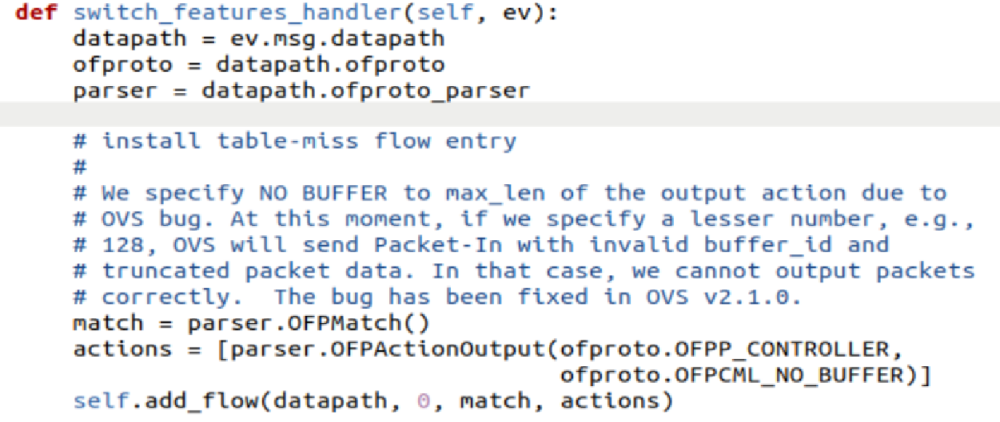 def switch_features_handler(self, ev):
    datapath = ev.msg.datapath
    ofproto = datapath.ofproto
    parser = datapath.ofproto_parser

    # install table-miss flow entry
    #
    # We specify NO BUFFER to max_len of the output action due to
    # OVS bug. At this moment, if we specify a lesser number, e.g.,
    # 128, OVS will send Packet-In with invalid buffer_id and
    # truncated packet data. In that case, we cannot output packets
    # correctly.  The bug has been fixed in OVS v2.1.0.
    match = parser.OFPMatch()
    actions = [parser.OFPActionOutput(ofproto.OFPP_CONTROLLER,
                                      ofproto.OFPCML_NO_BUFFER)]
    self.add_flow(datapath, 0, match, actions)